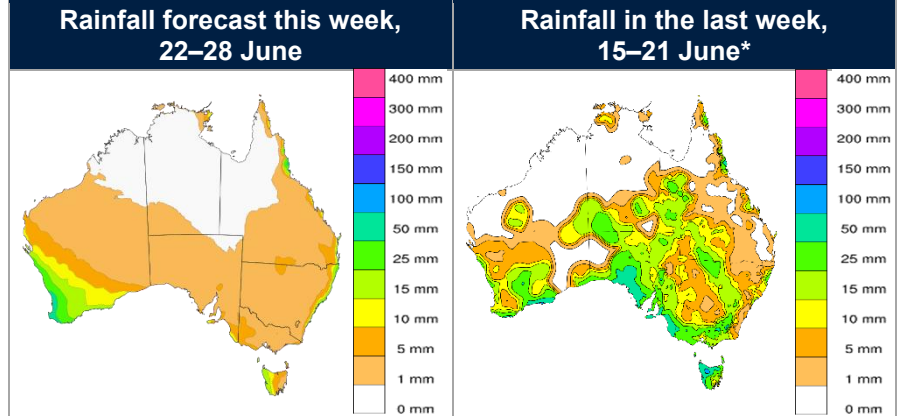 Rainfall forecast this week,
22–28 June
Rainfall in the last week,
15–21 June*
400 mm
300 mm
200 mm
150 mm
100 mm
50 mm
25 mm
15 mm
10 mm
5 mm
1 mm
0 mm
400 mm
300 mm
200 mm
150 mm
100 mm
50 mm
25 mm
15 mm
10 mm
5 mm
1 mm
0 mm